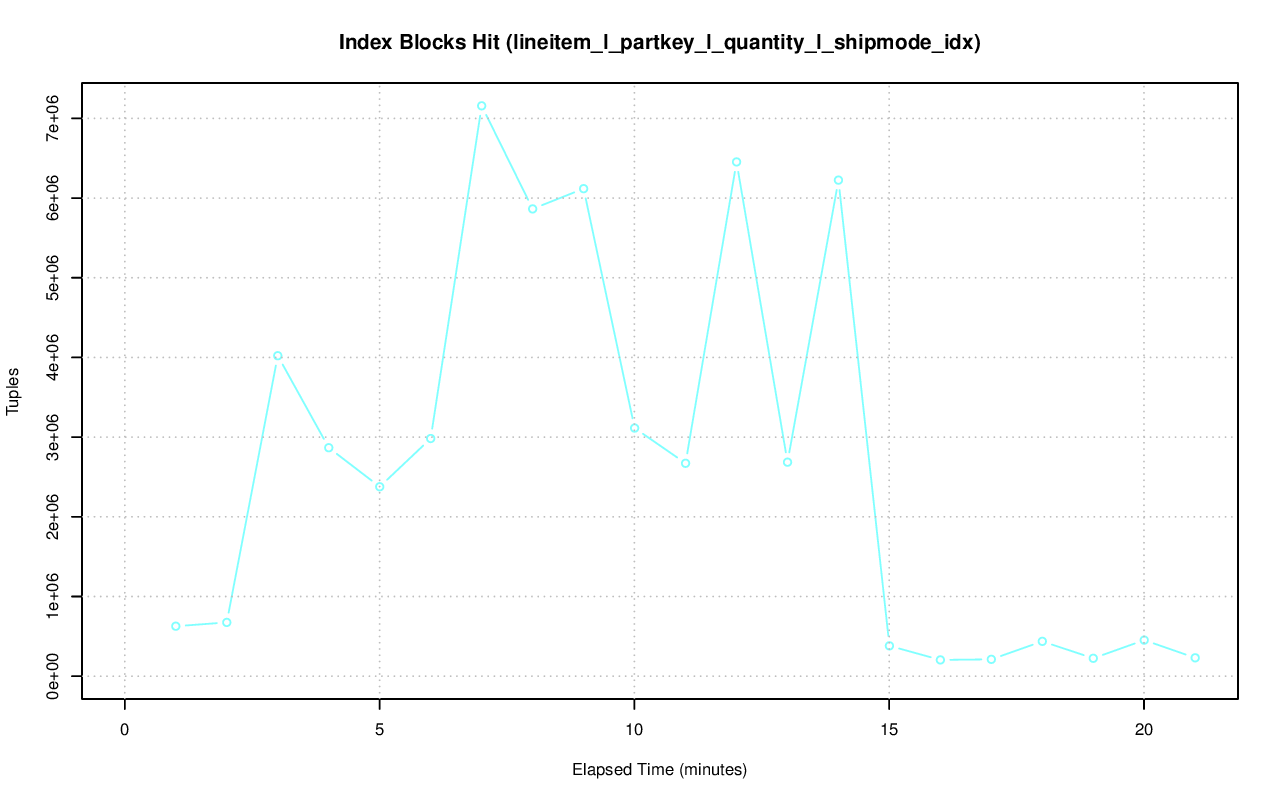 Index Blocks Hit (lineitem_l_partkey_l_quantity_l_shipmode_idx)
7e+06
6e+06
5e+06
4e+06
3e+06
2e+06
1e+06
0e+00
Tuples
0 5 10 15 20
Elapsed Time (minutes)